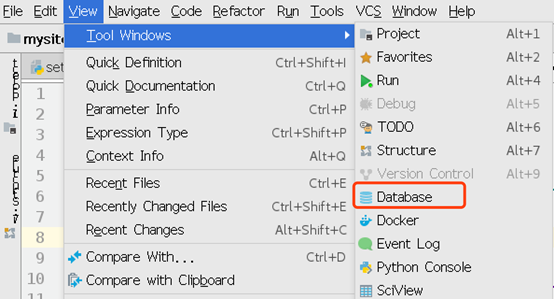 File Edit View Navigate Code Refactor Run Tools VCS Window Help
mysite
Tool Windows
Quick Definition Ctrl+Shift+I
Quick Documentation Ctrl+Q
Parameter Info Ctrl+P
Expression Type Ctrl+Shift+P
Context Info Alt+Q
Recent Files Ctrl+E
Recently Changed Files Ctrl+Shift+E
Recent Changes Alt+Shift+C
Compare With... Ctrl+D
Compare with Clipboard
Project Alt+1
Favorites Alt+2
Run Alt+4
Debug Alt+5
TODO Alt+6
Structure Alt+7
Version Control Alt+9
Database
Docker
Event Log
Python Console
SciView
set
1
2
3
4
5
6
7
8
9
10
11